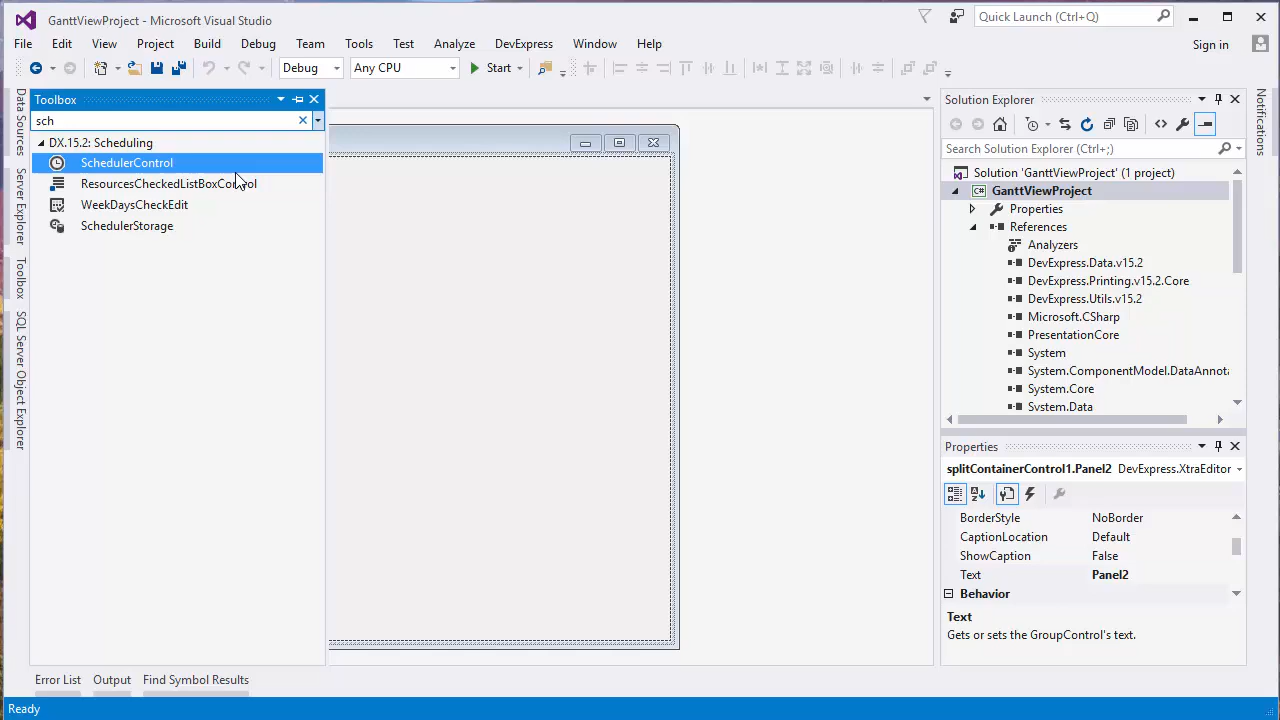 GanttViewProject - Microsoft Visual Studio
Quick Launch (Ctrl+Q)
File Edit View Project Build Debug Team Tools Test Analyze DevExpress Window Help
Sign in
Debug Any CPU Start
Data Sources
Server Explorer
Toolbox
SQL Server Object Explorer
Toolbox
sch
DX.15.2: Scheduling
SchedulerControl
ResourcesCheckedListBoxControl
WeekDaysCheckEdit
SchedulerStorage
Solution Explorer
Search Solution Explorer (Ctrl+;)
Solution 'GanttViewProject' (1 project)
C# GanttViewProject
Properties
References
Analyzers
DevExpress.Data.v15.2
DevExpress.Printing.v15.2.Core
DevExpress.Utils.v15.2
Microsoft.CSharp
PresentationCore
System
System.ComponentModel.DataAnnota
System.Core
System.Data
Notifications
Properties
splitContainerControl1.Panel2 DevExpress.XtraEditor
BorderStyle NoBorder
CaptionLocation Default
ShowCaption False
Text Panel2
Behavior
Text
Gets or sets the GroupControl's text.
Error List Output Find Symbol Results
Ready